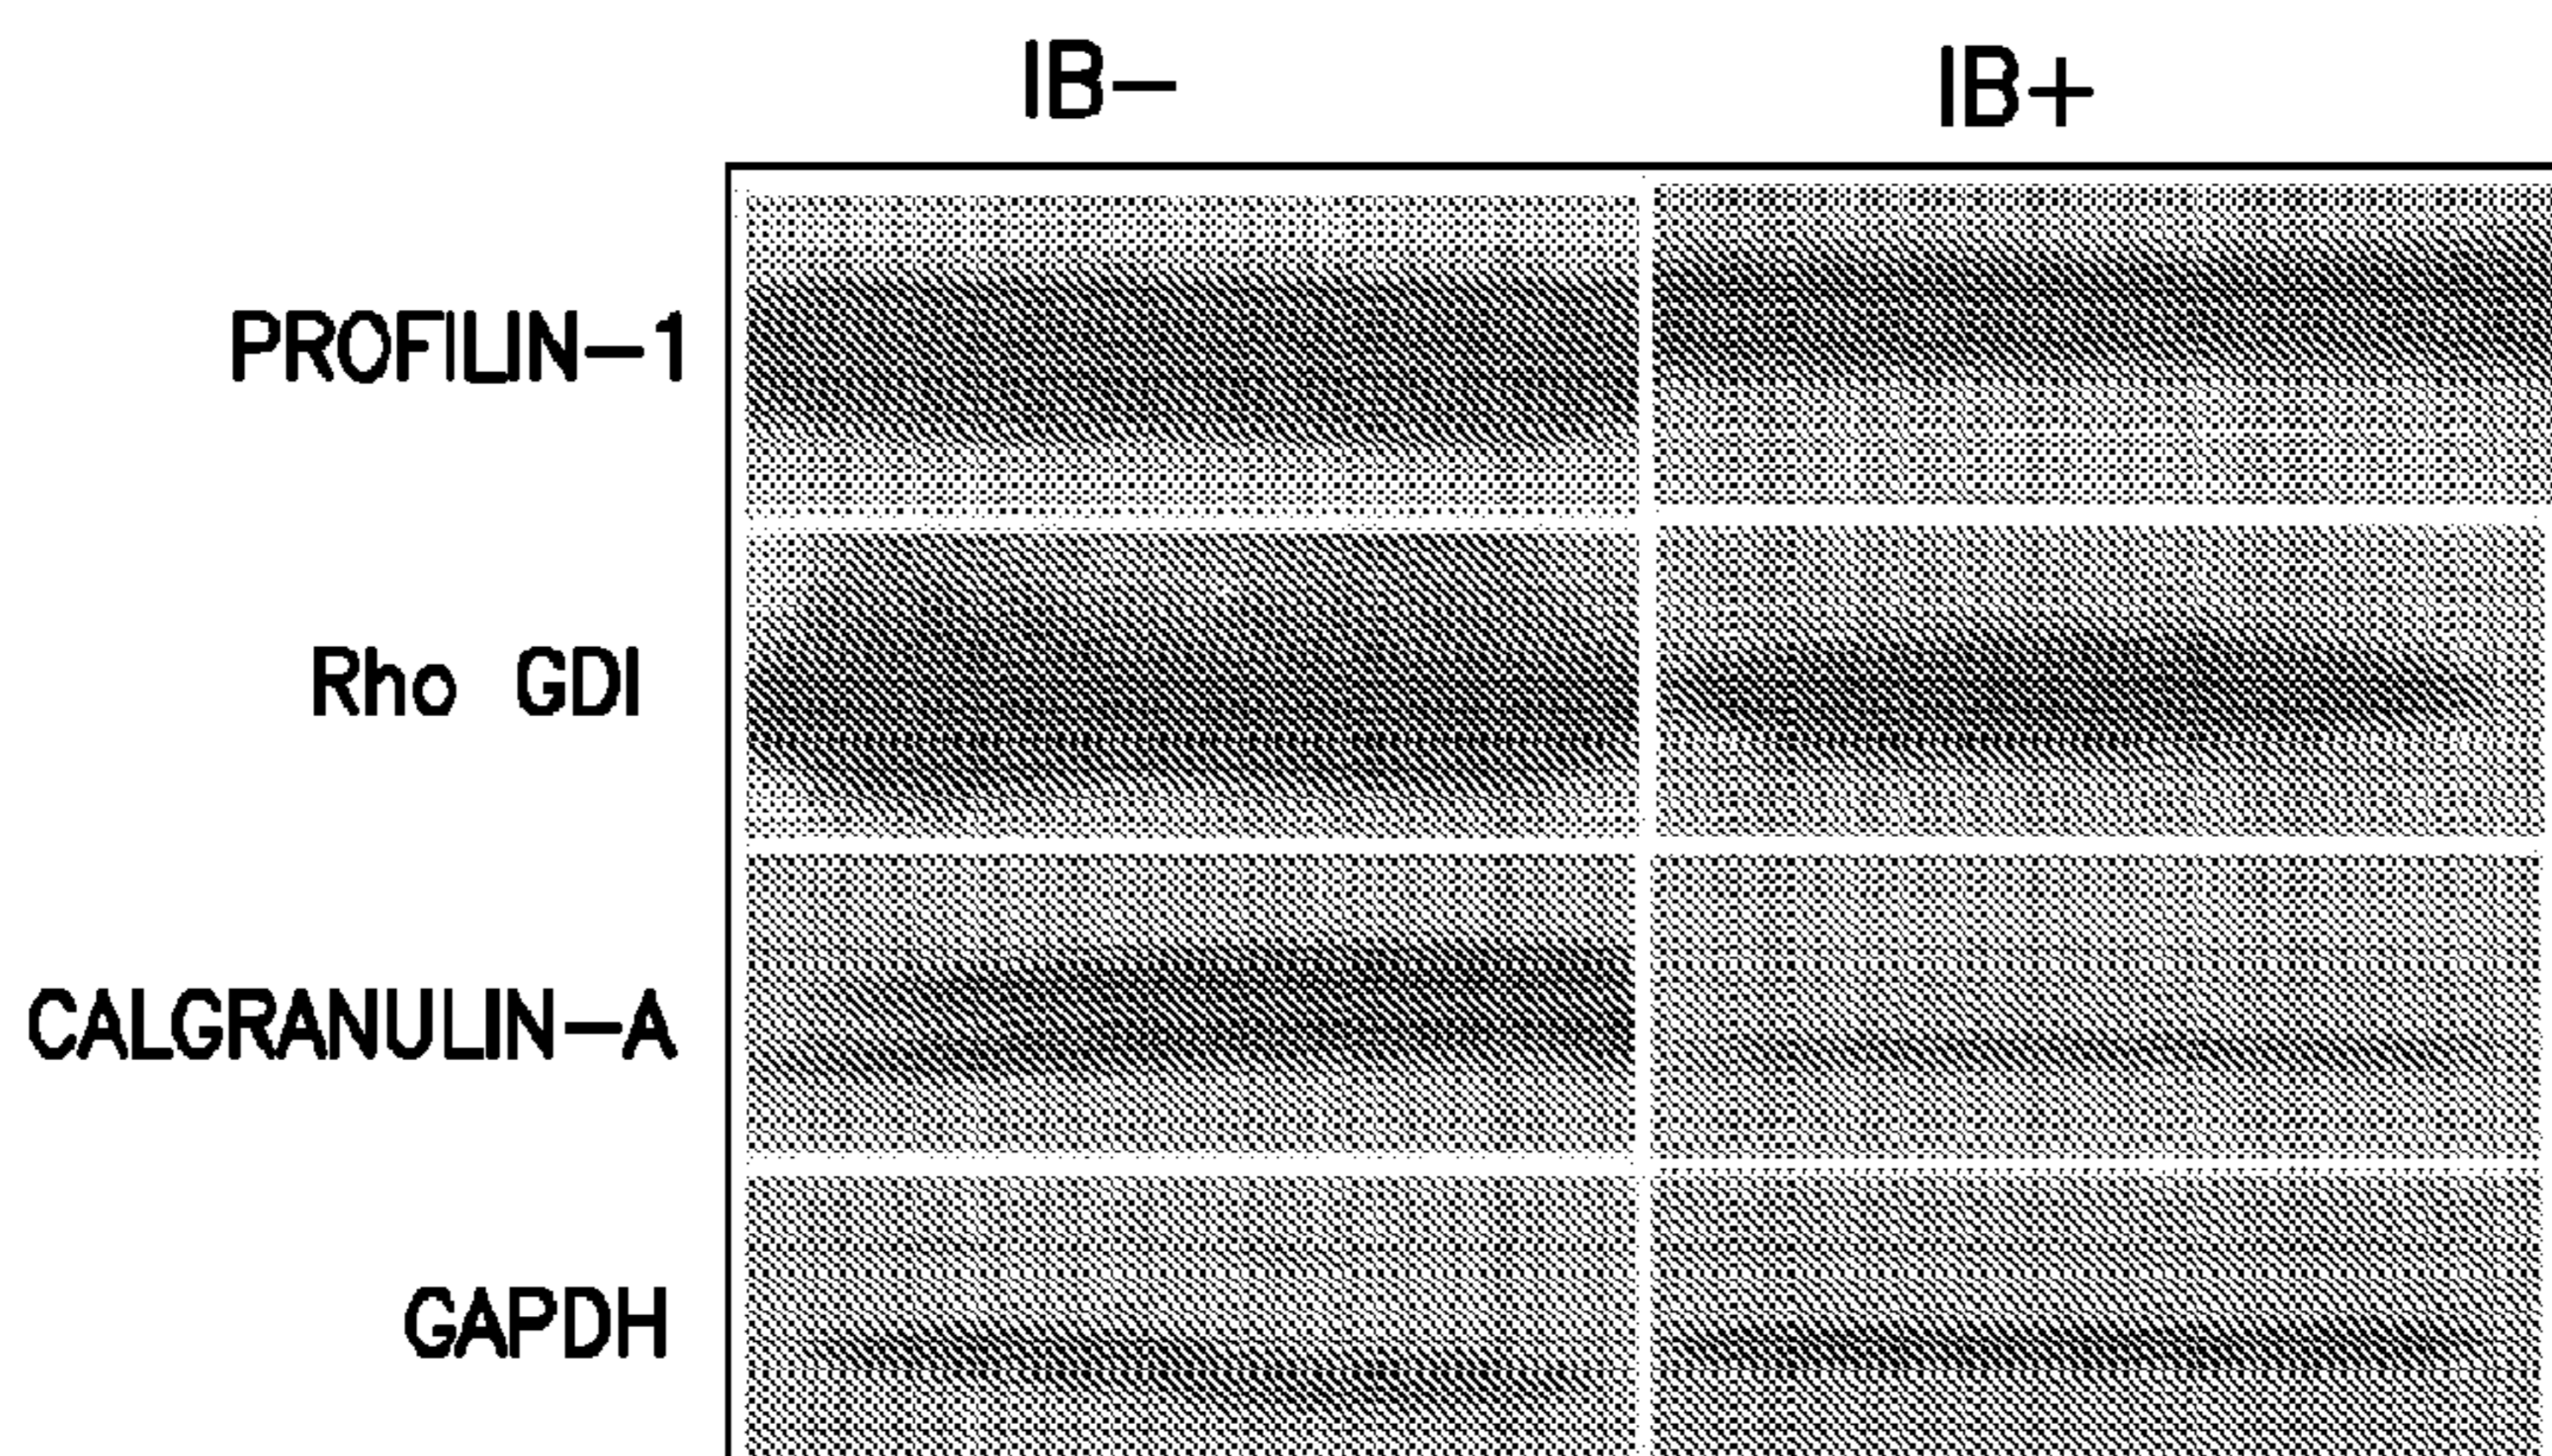 IB− IB+
PROFILIN−1
Rho GDI
CALGRANULIN−A
GAPDH